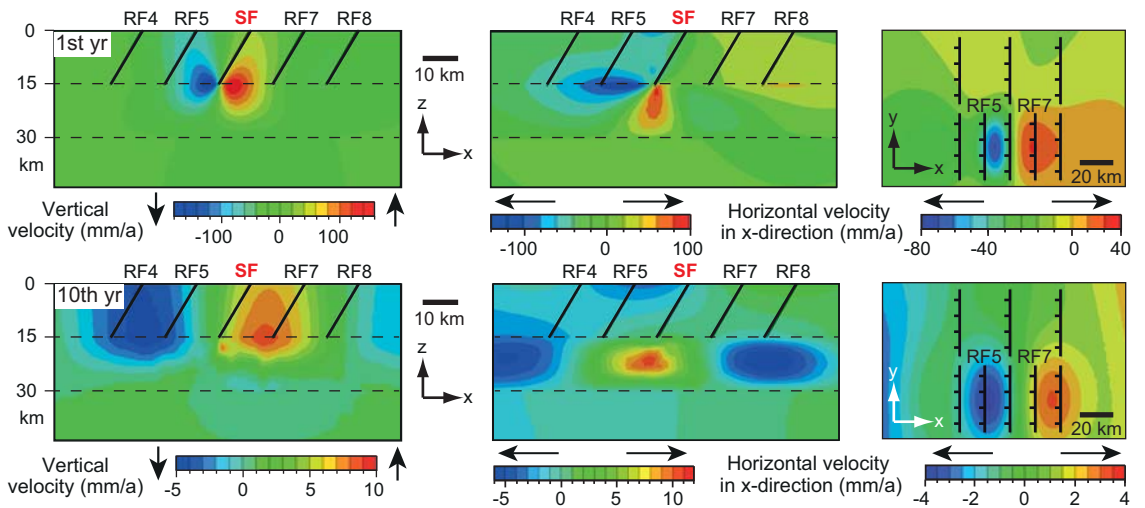 RF4 RF5 SF RF7 RF8
1st yr
0
15
30
km
10 km
z
x
Vertical
velocity (mm/a)
-100 0 100
RF4 RF5 SF RF7 RF8
-100 0 100
Horizontal velocity
in x-direction (mm/a)
RF5 RF7
y
x
20 km
-80 -40 0 40
RF4 RF5 SF RF7 RF8
10th yr
0
15
30
km
10 km
z
x
Vertical
velocity (mm/a)
-5 0 5 10
RF4 RF5 SF RF7 RF8
-5 0 5 10
Horizontal velocity
in x-direction (mm/a)
RF5 RF7
y
x
20 km
-4 -2 0 2 4